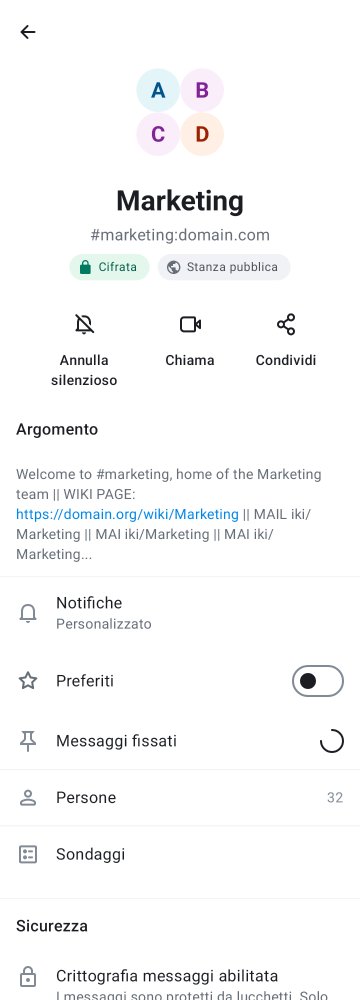 A B
C D
Marketing
#marketing:domain.com
Cifrata Stanza pubblica
Annulla silenzioso
Chiama
Condividi
Argomento
Welcome to #marketing, home of the Marketing
team || WIKI PAGE:
https://domain.org/wiki/Marketing || MAIL iki/
Marketing || MAI iki/Marketing || MAI iki/
Marketing...
Notifiche
Personalizzato
Preferiti
Messaggi fissati
Persone 32
Sondaggi
Sicurezza
Crittografia messaggi abilitata
I messaggi sono protetti da lucchetti. Solo